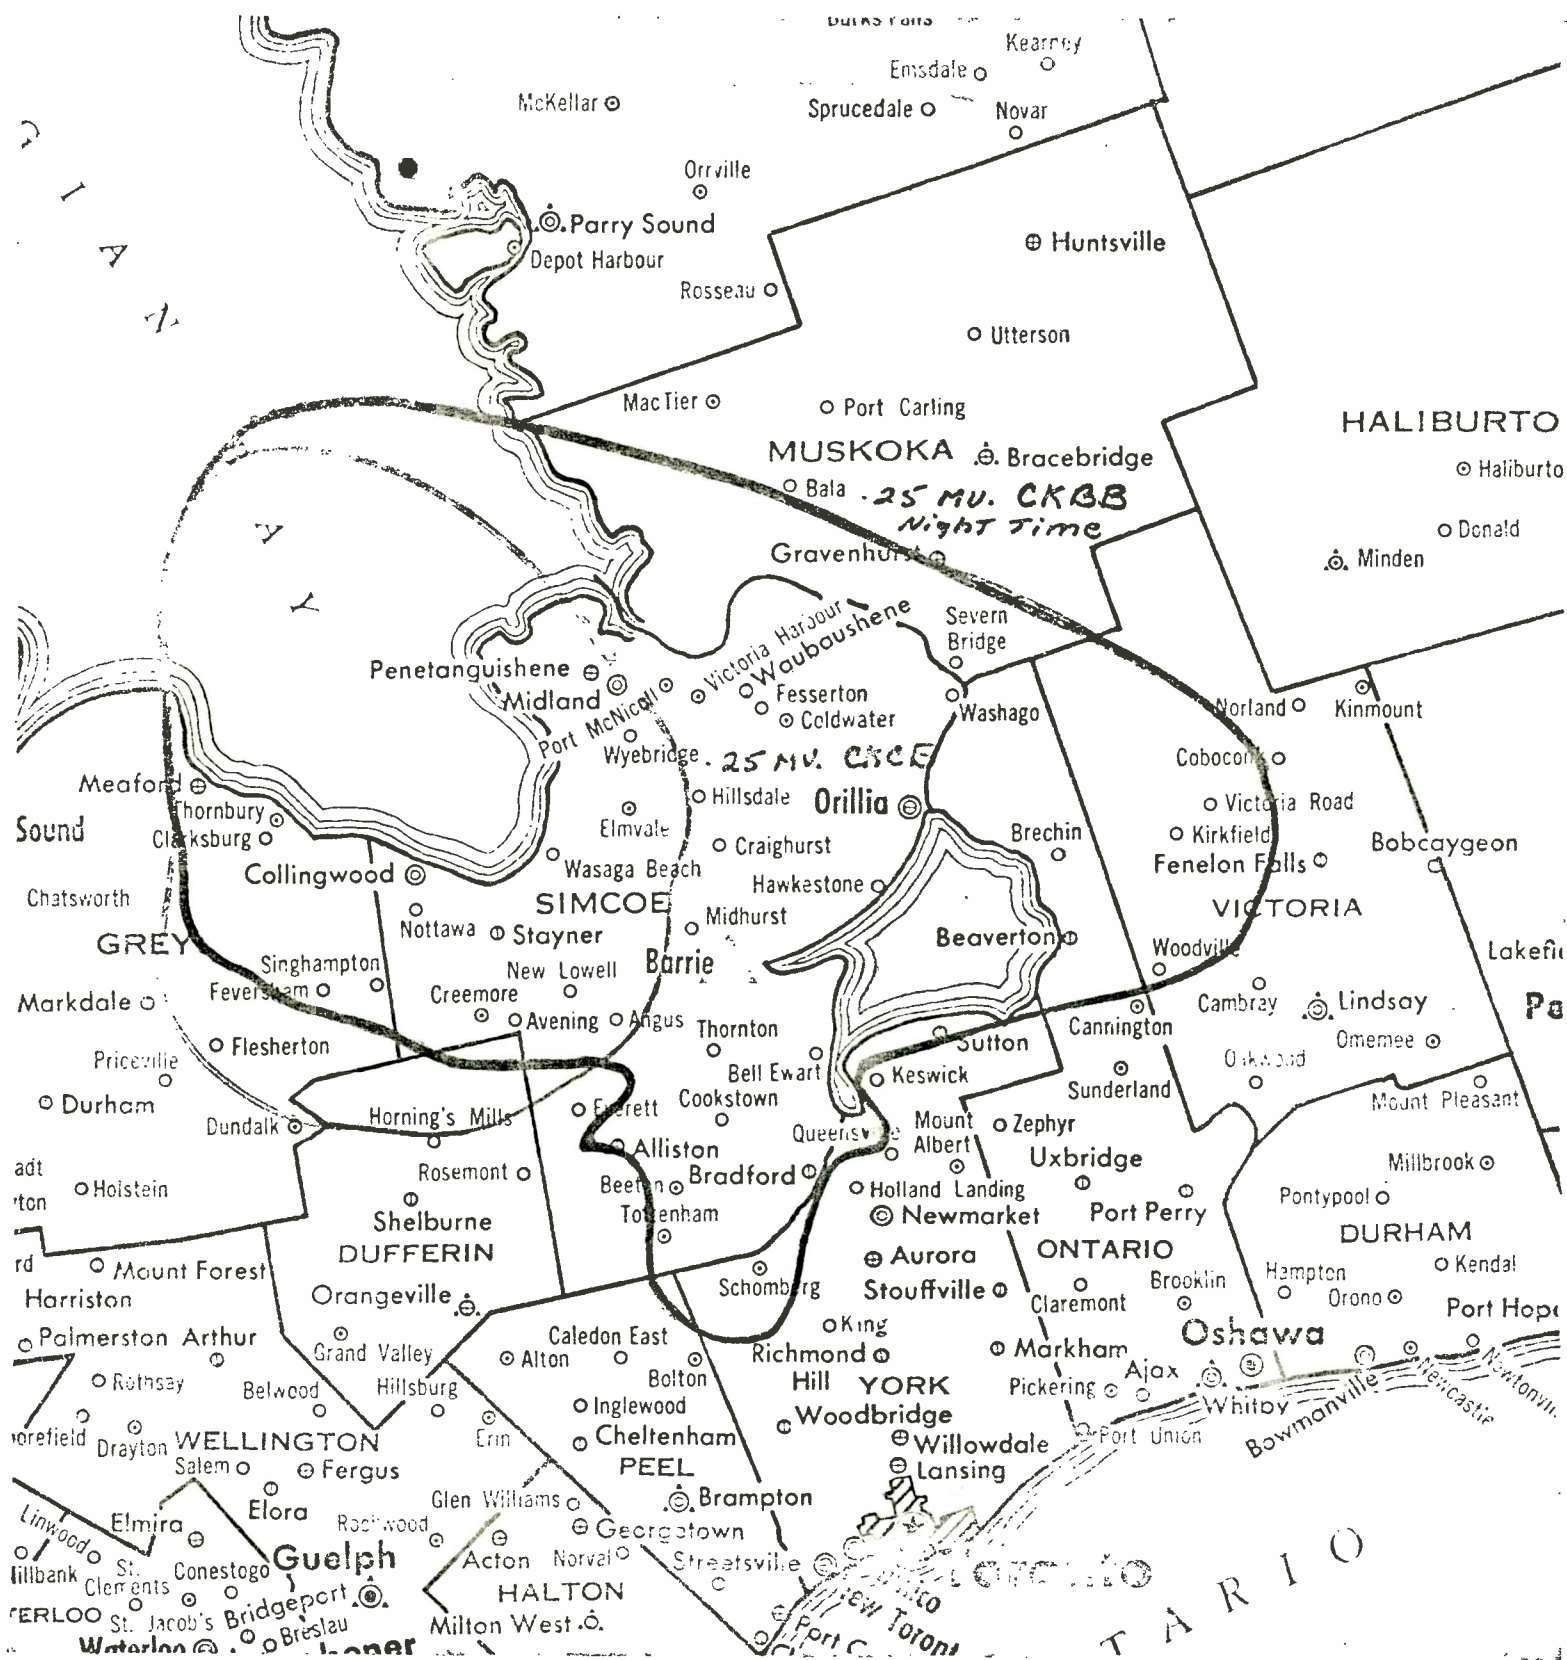 Kearney
Emsdale
McKellar
Sprucedale
Novar
G
I
A
N
Orrville
Parry Sound
Huntsville
Depot Harbour
Rosseau
Utterson
MacTier
Port Carling
HALIBURTO
MUSKOKA
Bracebridge
Haliburto
Bala
.25 MV. CKBB
Night Time
Donald
B
A
Y
Gravenhurst
Minden
Severn
Bridge
Victoria Harbour
Waubaushene
Penetanguishene
Midland
Port McNicoll
Fesserton
Coldwater
Washago
Norland
Kinmount
Wyebridge
.25 MV. CKCB
Coboconk
Meaford
Thornbury
Hillsdale
Orillia
Victoria Road
Sound
Clarksburg
Elmvale
Craighurst
Brechin
Kirkfield
Bobcaygeon
Fenelon Falls
Collingwood
Wasaga Beach
Hawkestone
Chatsworth
SIMCOE
Midhurst
VICTORIA
Nottawa
Stayner
Beaverton
GREY
Woodville
Singhampton
New Lowell
Barrie
Feversham
Creemore
Markdale
Cambray
Lindsay
Avening
Angus
Thornton
Cannington
Flesherton
Sutton
Omemee
Priceville
Bell Ewart
Keswick
Oakwood
Sunderland
Durham
Dundalk
Horning's Mills
Everett
Cookstown
Mount Pleasant
Queensville
Mount
Albert
Zephyr
Alliston
Uxbridge
Rosemont
Bradford
Millbrook
Holstein
Beeton
Holland Landing
Pontypool
Shelburne
Tottenham
Newmarket
Port Perry
DUFFERIN
Aurora
ONTARIO
DURHAM
Mount Forest
Kendal
Harriston
Orangeville
Schomberg
Stouffville
Brooklin
Hampton
Claremont
Orono
Port Hope
Palmerston
Arthur
Caledon East
King
Oshawa
Grand Valley
Alton
Richmond
Hill
Markham
Rothsay
Belwood
Hillsburg
Bolton
YORK
Pickering
Ajax
Whitby
Bowmanville
Newcastle
Inglewood
Woodbridge
Drayton
WELLINGTON
Erin
Cheltenham
Willowdale
Port Union
Salem
Fergus
PEEL
Lansing
Elora
Glen Williams
Brampton
Linwood
Elmira
Rockwood
Georgetown
Guelph
Acton
Norval
Streetsville
Toronto
St.
Clements
Conestogo
HALTON
St. Jacob's
Bridgeport
Breslau
Milton West
Waterloo
New Toronto
Port C
T A R I O